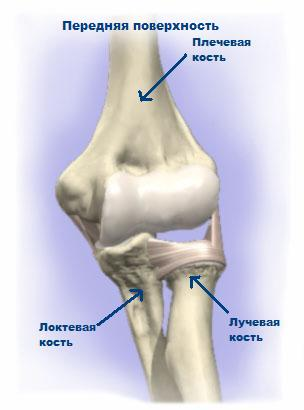 Передняя поверхность
Плечевая
кость
Локтевая
кость
Лучевая
кость